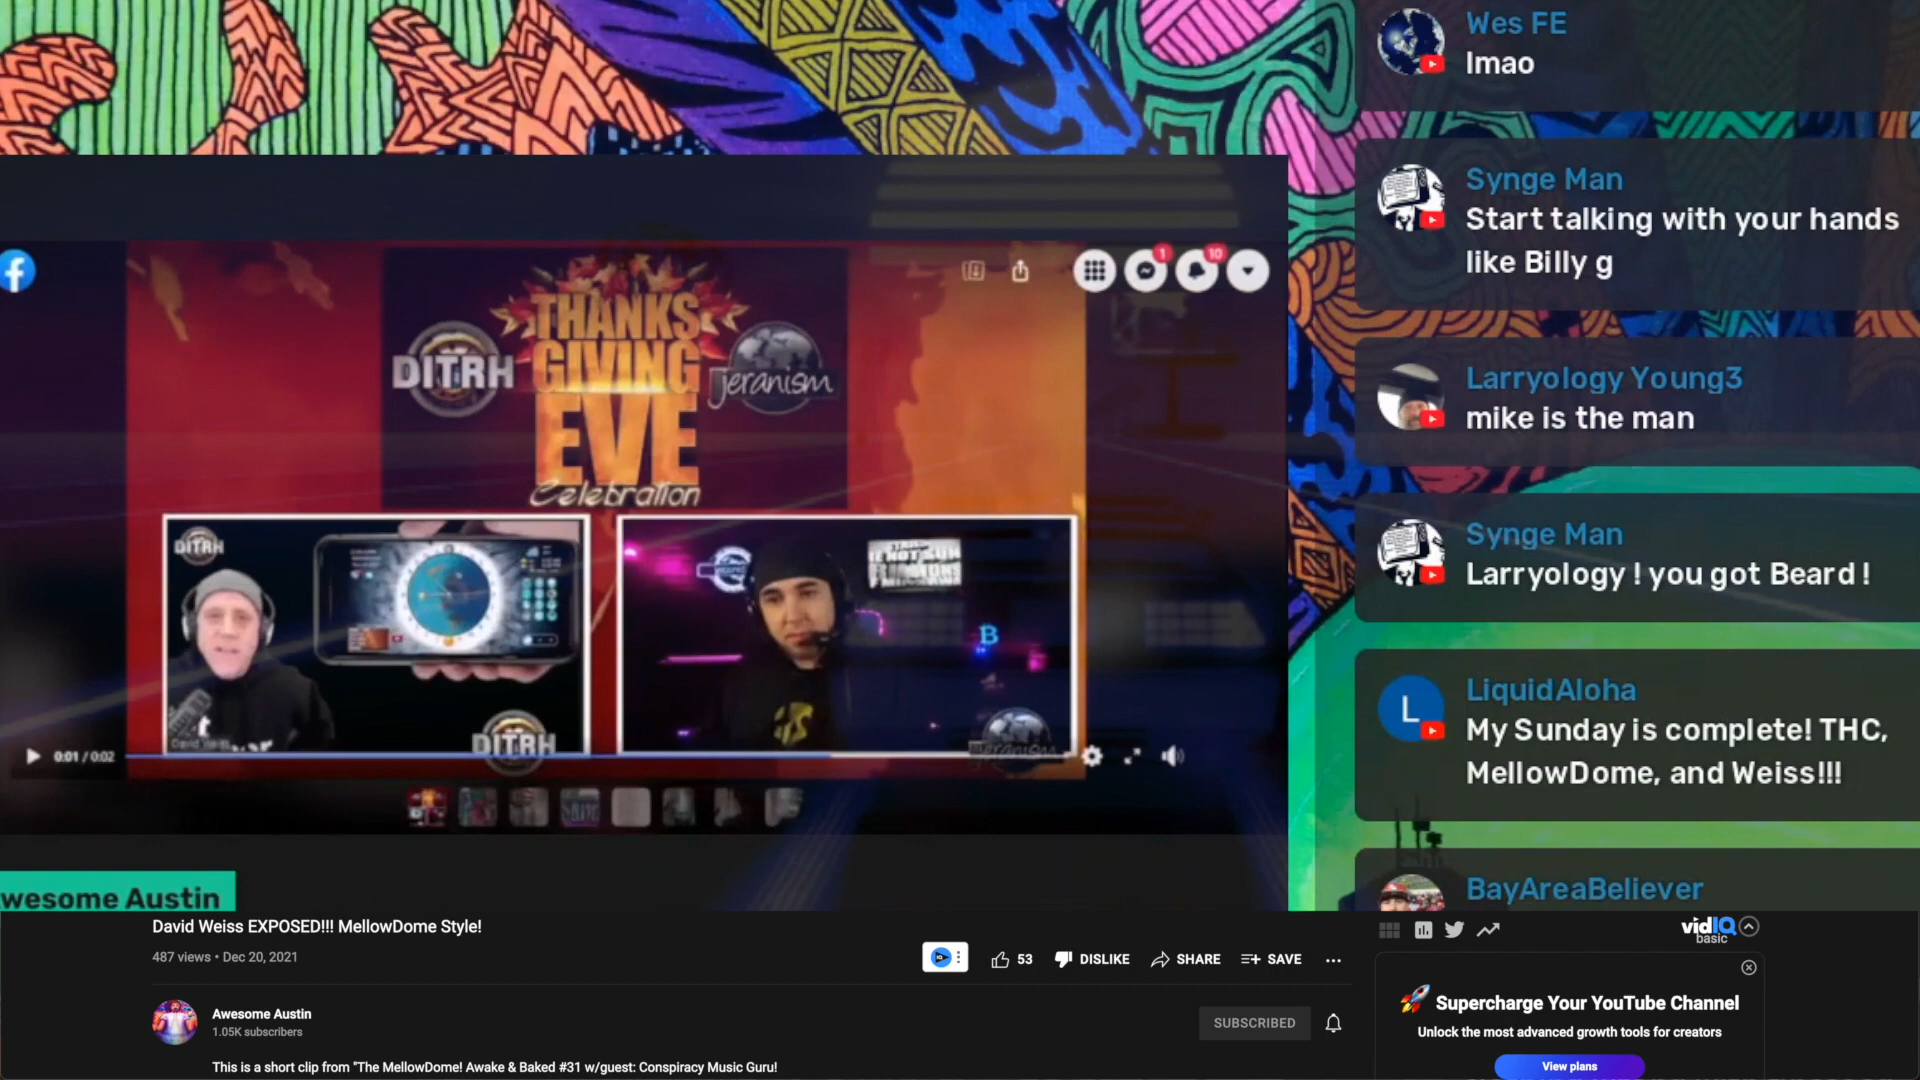 Wes FE
lmao
Synge Man
Start talking with your hands
like Billy g
Larryology Young3
mike is the man
Synge Man
Larryology ! you got Beard !
LiquidAloha
L
My Sunday is complete! THC,
MellowDome, and Weiss!!!
BayAreaBeliever
1
10
THANKS
GIVING
EVE
Celebration
DITRH
jeranism
DITRH
DITRH
David Weiss
jeranism
0:01 / 0:02
wesome Austin
David Weiss EXPOSED!!! MellowDome Style!
487 views • Dec 20, 2021
53
DISLIKE
SHARE
SAVE
Awesome Austin
1.05K subscribers
SUBSCRIBED
This is a short clip from "The MellowDome! Awake & Baked #31 w/guest: Conspiracy Music Guru!
vidIQ
basic
Supercharge Your YouTube Channel
Unlock the most advanced growth tools for creators
View plans